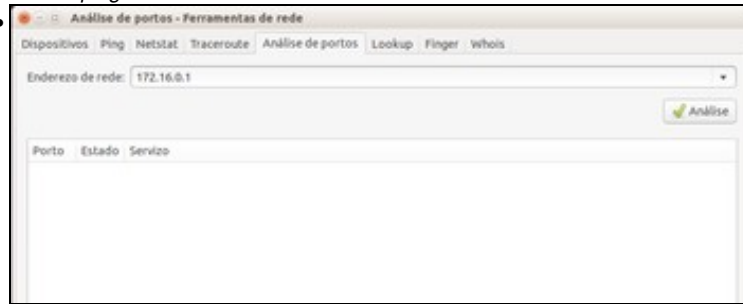 Análise de portos - Ferramentas de rede
Dispositivos Ping Netstat Traceroute Análise de portos Lookup Finger Whois
Enderezo de rede: 172.16.0.1
Análise
Porto Estado Servizo